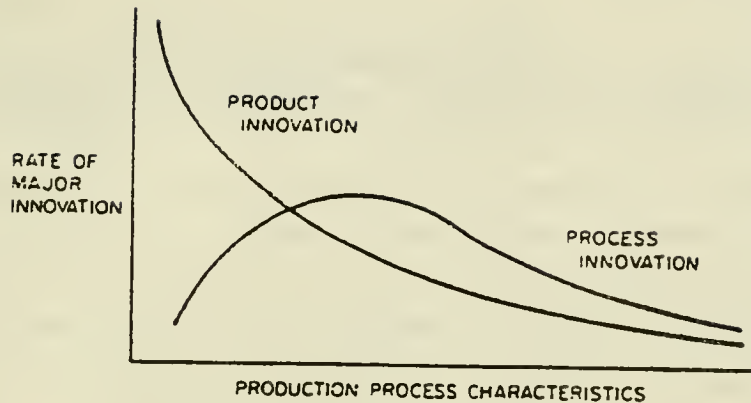 PRODUCT
INNOVATION
RATE OF
MAJOR
INNOVATION
PROCESS
INNOVATION
PRODUCTION PROCESS CHARACTERISTICS